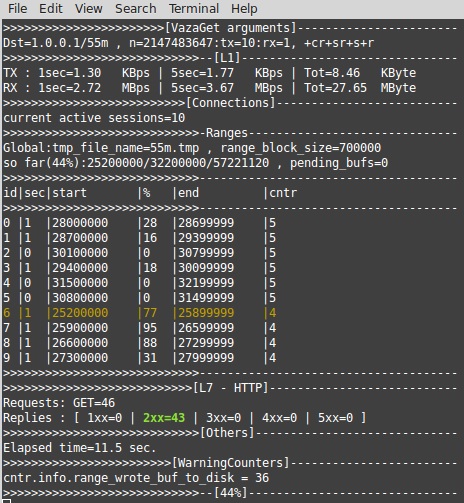 File Edit View Search Terminal Help
>>>>>>>>>>>>>>>>>>>>>>>[VazaGet arguments]-----------------------
Dst=1.0.0.1/55m , n=2147483647:tx=10:rx=1, +cr+sr+s+r
>>>>>>>>>>>>>>>>>>>>>>>>>>>>--[L1]-------------------------------
TX : 1sec=1.30   KBps | 5sec=1.77   KBps | Tot=8.46   KByte
RX : 1sec=2.72   MBps | 5sec=3.67   MBps | Tot=27.65  MByte
>>>>>>>>>>>>>>>>>>>>>>>>>>[Connections]--------------------------
current active sessions=10
>>>>>>>>>>>>>>>>>>>>>>>>>>>>-Ranges------------------------------
Global:tmp_file_name=55m.tmp , range_block_size=700000
so far(44%):25200000/32200000/57221120 , pending_bufs=0
>>>>>>>>>>>>>>>>>>>>>>>>>>>>-------------------------------------
id|sec|start       |%   |end         |cntr
>>>>>>>>>>>>>>>>>>>>>>>>>>>>-------------------------------------
0 |1  |28000000    |28  |28699999    |5
1 |1  |28700000    |16  |29399999    |5
2 |0  |30100000    |0   |30799999    |5
3 |1  |29400000    |18  |30099999    |5
4 |0  |31500000    |0   |32199999    |5
5 |0  |30800000    |0   |31499999    |5
6 |1  |25200000    |77  |25899999    |4
7 |1  |25900000    |95  |26599999    |4
8 |1  |26600000    |88  |27299999    |4
9 |1  |27300000    |31  |27999999    |4
>>>>>>>>>>>>>>>>>>>>>>>>>>>>-------------------------------------
>>>>>>>>>>>>>>>>>>>>>>>>>>>[L7 - HTTP]---------------------------
Requests: GET=46
Replies : [ 1xx=0 | 2xx=43 | 3xx=0 | 4xx=0 | 5xx=0 ]
>>>>>>>>>>>>>>>>>>>>>>>>>>>>[Others]-----------------------------
Elapsed time=11.5 sec.
>>>>>>>>>>>>>>>>>>>>>>>>[WarningCounters]------------------------
cntr.info.range_wrote_buf_to_disk = 36
>>>>>>>>>>>>>>>>>>>>>>>>>>>>--[44%]------------------------------